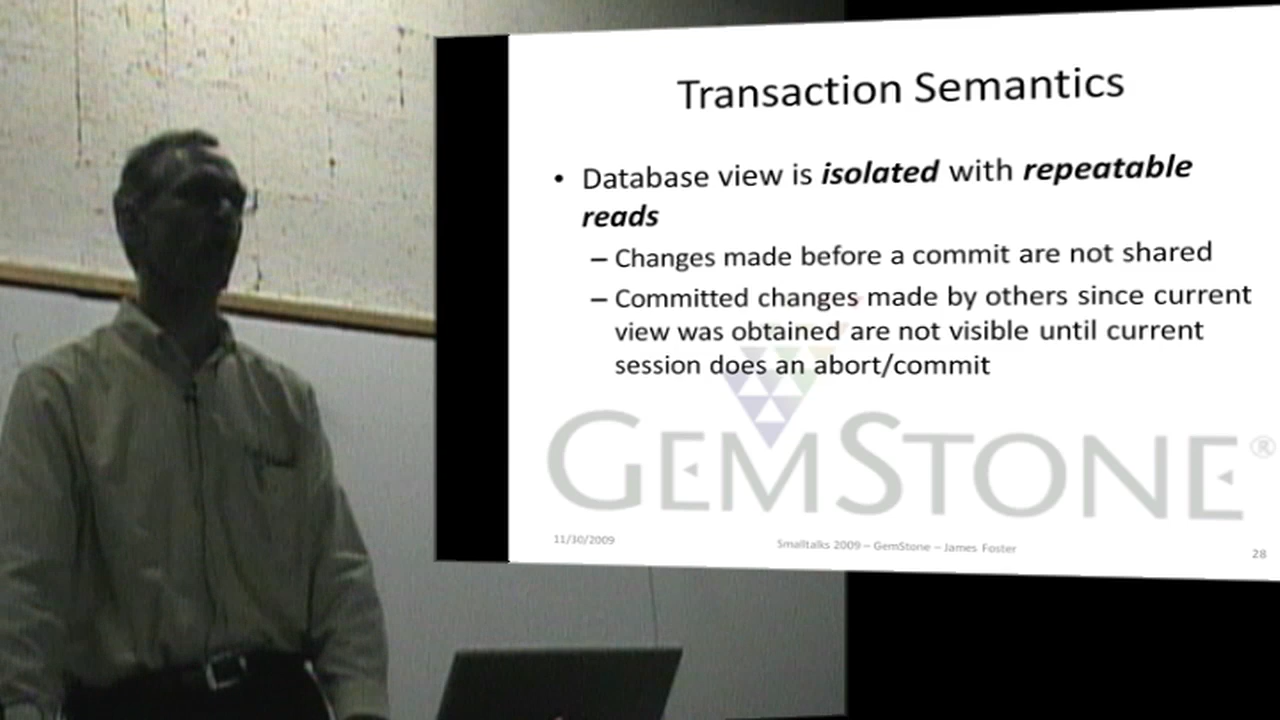 Transaction Semantics
• Database view is isolated with repeatable
reads
– Changes made before a commit are not shared
– Committed changes made by others since current
view was obtained are not visible until current
session does an abort/commit
GEMSTONE®
11/10/2009
Smalltalks 2009 – GemStone – James Foster
28